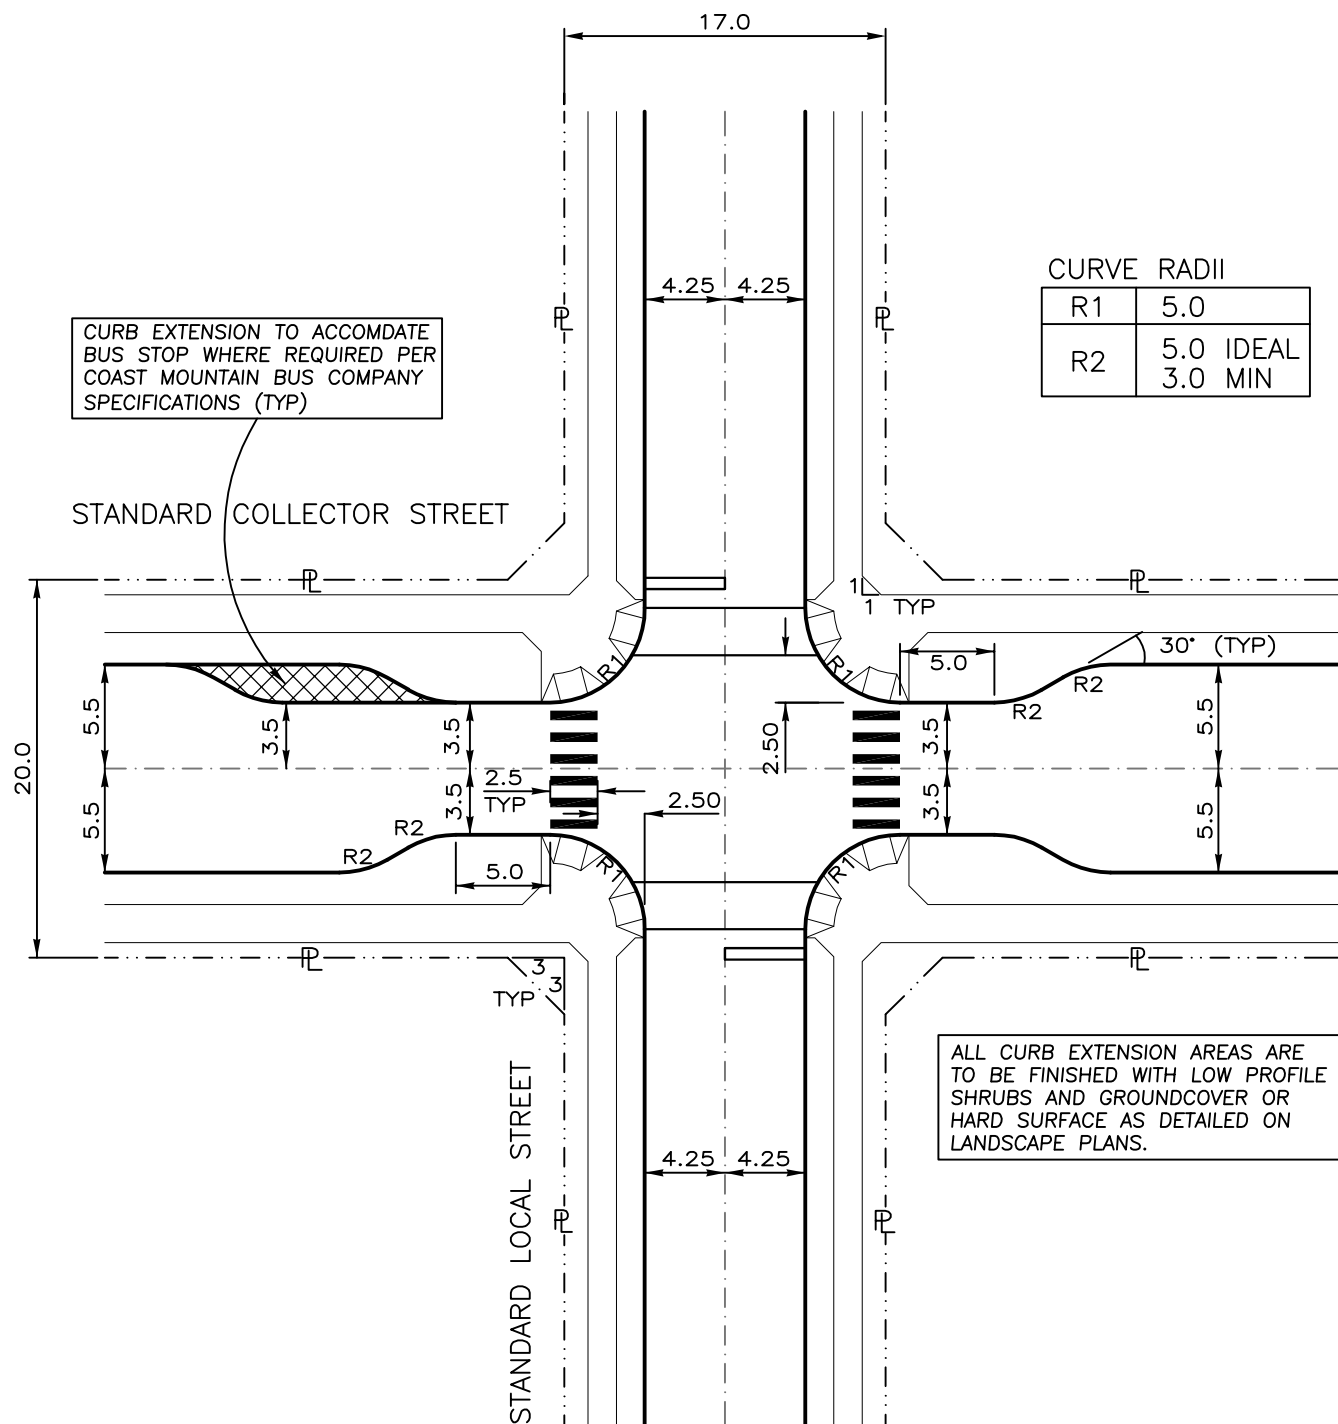 17.0
4.25 4.25
℄
℄
CURVE RADII
R1 5.0
R2 5.0 IDEAL
3.0 MIN
CURB EXTENSION TO ACCOMDATE
BUS STOP WHERE REQUIRED PER
COAST MOUNTAIN BUS COMPANY
SPECIFICATIONS (TYP)
STANDARD COLLECTOR STREET
PL
PL
1
1 TYP
30° (TYP)
5.0
R1
R1
R2
R2
20.0
5.5
5.5
3.5
3.5
3.5
2.50
3.5
3.5
5.5
5.5
2.5
TYP
2.50
R2
R2
5.0
R1
R1
PL
PL
3
3
TYP
STANDARD LOCAL STREET
ALL CURB EXTENSION AREAS ARE
TO BE FINISHED WITH LOW PROFILE
SHRUBS AND GROUNDCOVER OR
HARD SURFACE AS DETAILED ON
LANDSCAPE PLANS.
4.25 4.25
PL
PL